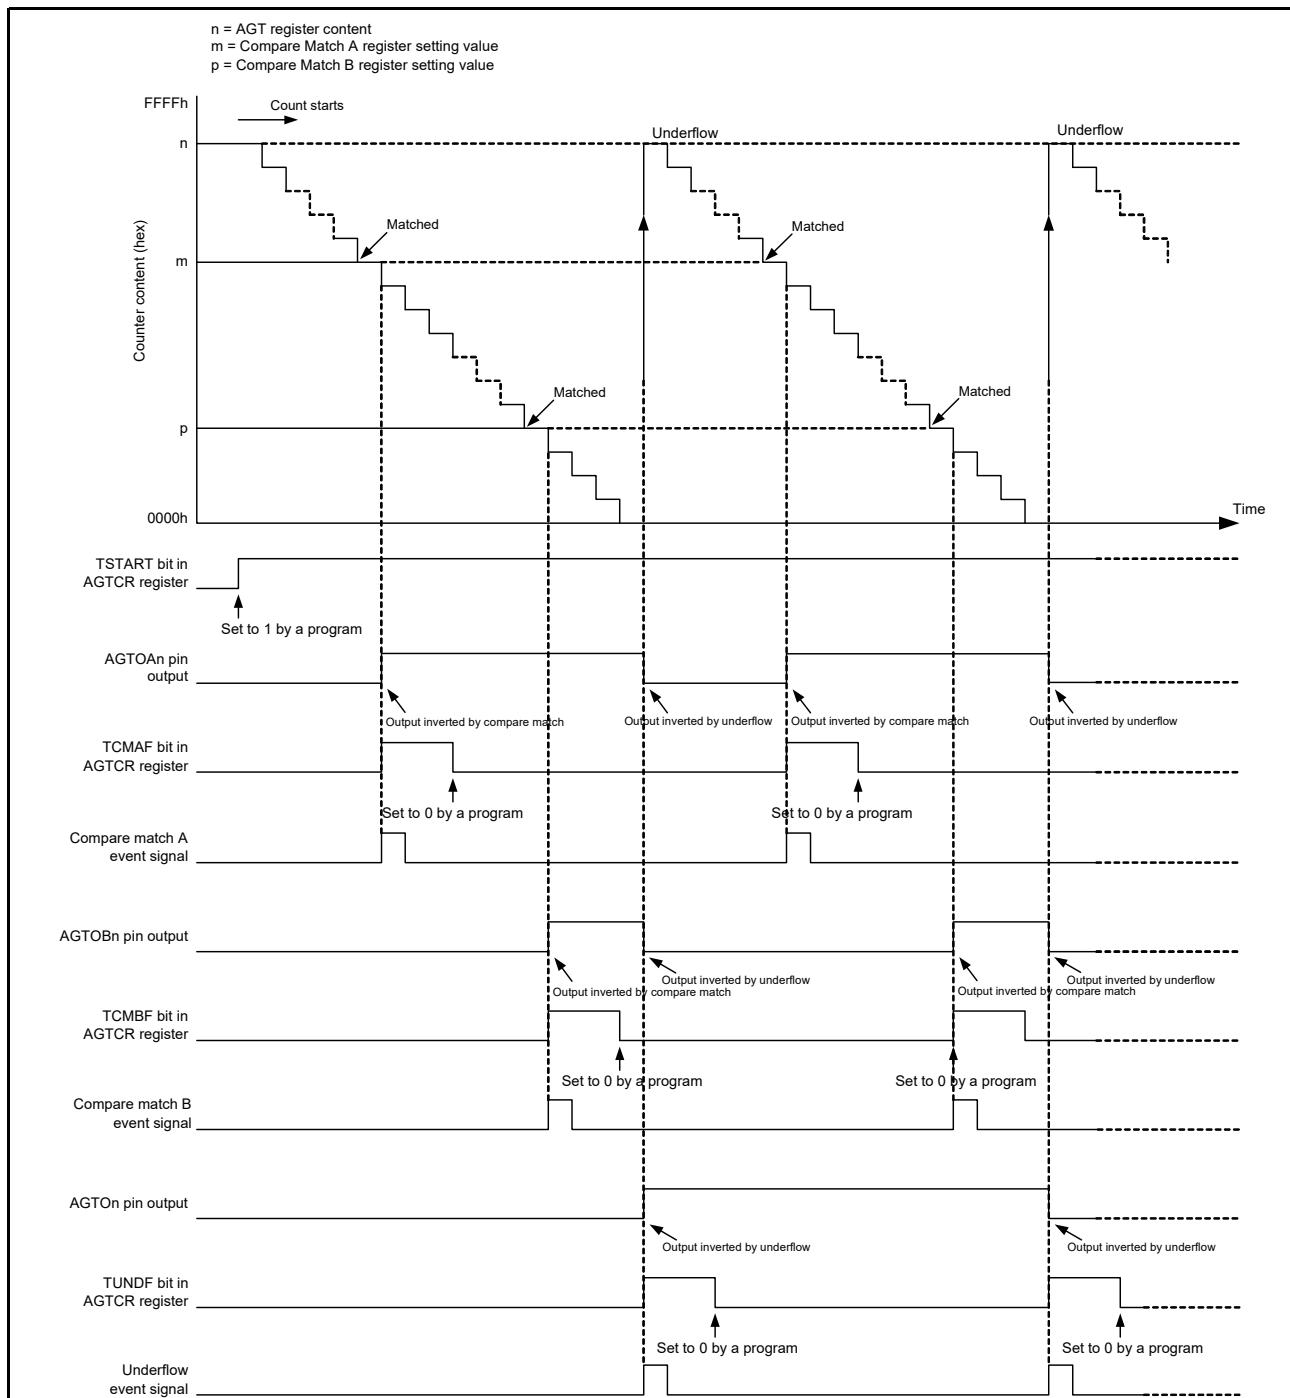 n = AGT register content
m = Compare Match A register setting value
p = Compare Match B register setting value
FFFFh
Count starts
Underflow
Underflow
n
Matched
Matched
m
Counter content (hex)
Matched
Matched
p
0000h
Time
TSTART bit in
AGTCR register
Set to 1 by a program
AGTOAn pin
output
Output inverted by compare match
Output inverted by underflow
Output inverted by compare match
Output inverted by underflow
TCMAF bit in
AGTCR register
Set to 0 by a program
Set to 0 by a program
Compare match A
event signal
AGTOBn pin output
Output inverted by compare match
Output inverted by underflow
Output inverted by compare match
Output inverted by underflow
TCMBF bit in
AGTCR register
Set to 0 by a program
Set to 0 by a program
Compare match B
event signal
AGTOn pin output
Output inverted by underflow
Output inverted by underflow
TUNDF bit in
AGTCR register
Set to 0 by a program
Set to 0 by a program
Underflow
event signal